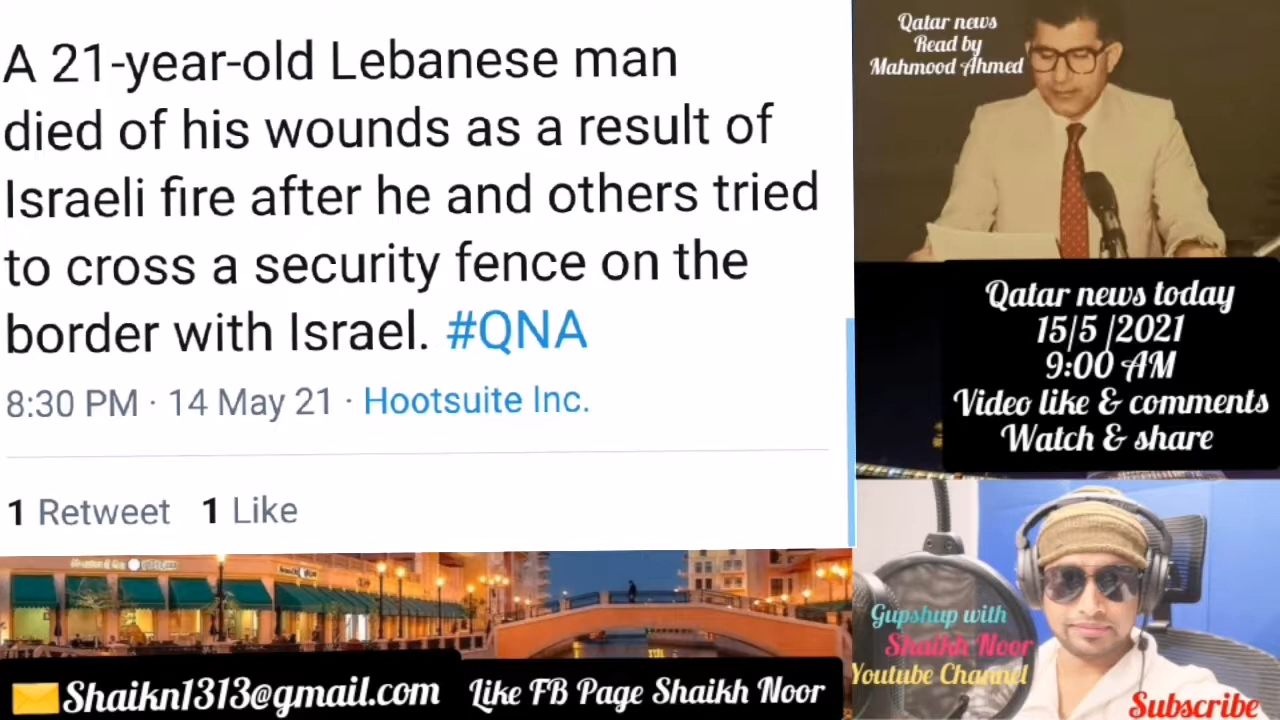 A 21-year-old Lebanese man
died of his wounds as a result of
Israeli fire after he and others tried
to cross a security fence on the
border with Israel. #QNA
8:30 PM · 14 May 21 · Hootsuite Inc.
1 Retweet 1 Like
Qatar news
Read by
Mahmood Ahmed
Qatar news today
15/5 /2021
9:00 AM
Video like & comments
Watch & share
Gupshup with
Shaikh Noor
Youtube Channel
Subscribe
Shaikn1313@gmail.com Like FB Page Shaikh Noor